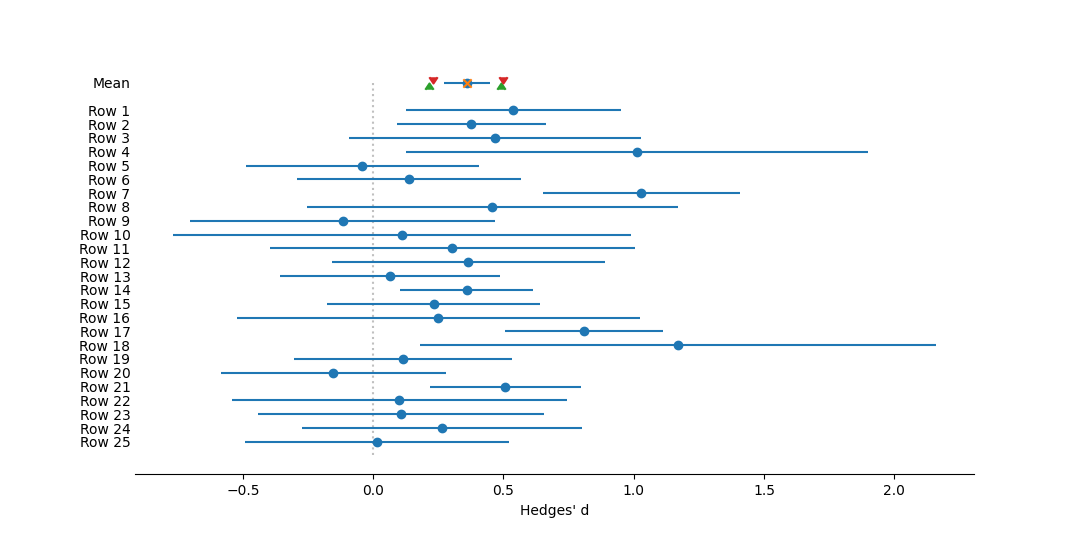 Mean
Row 1
Row 2
Row 3
Row 4
Row 5
Row 6
Row 7
Row 8
Row 9
Row 10
Row 11
Row 12
Row 13
Row 14
Row 15
Row 16
Row 17
Row 18
Row 19
Row 20
Row 21
Row 22
Row 23
Row 24
Row 25
−0.5 0.0 0.5 1.0 1.5 2.0
Hedges' d